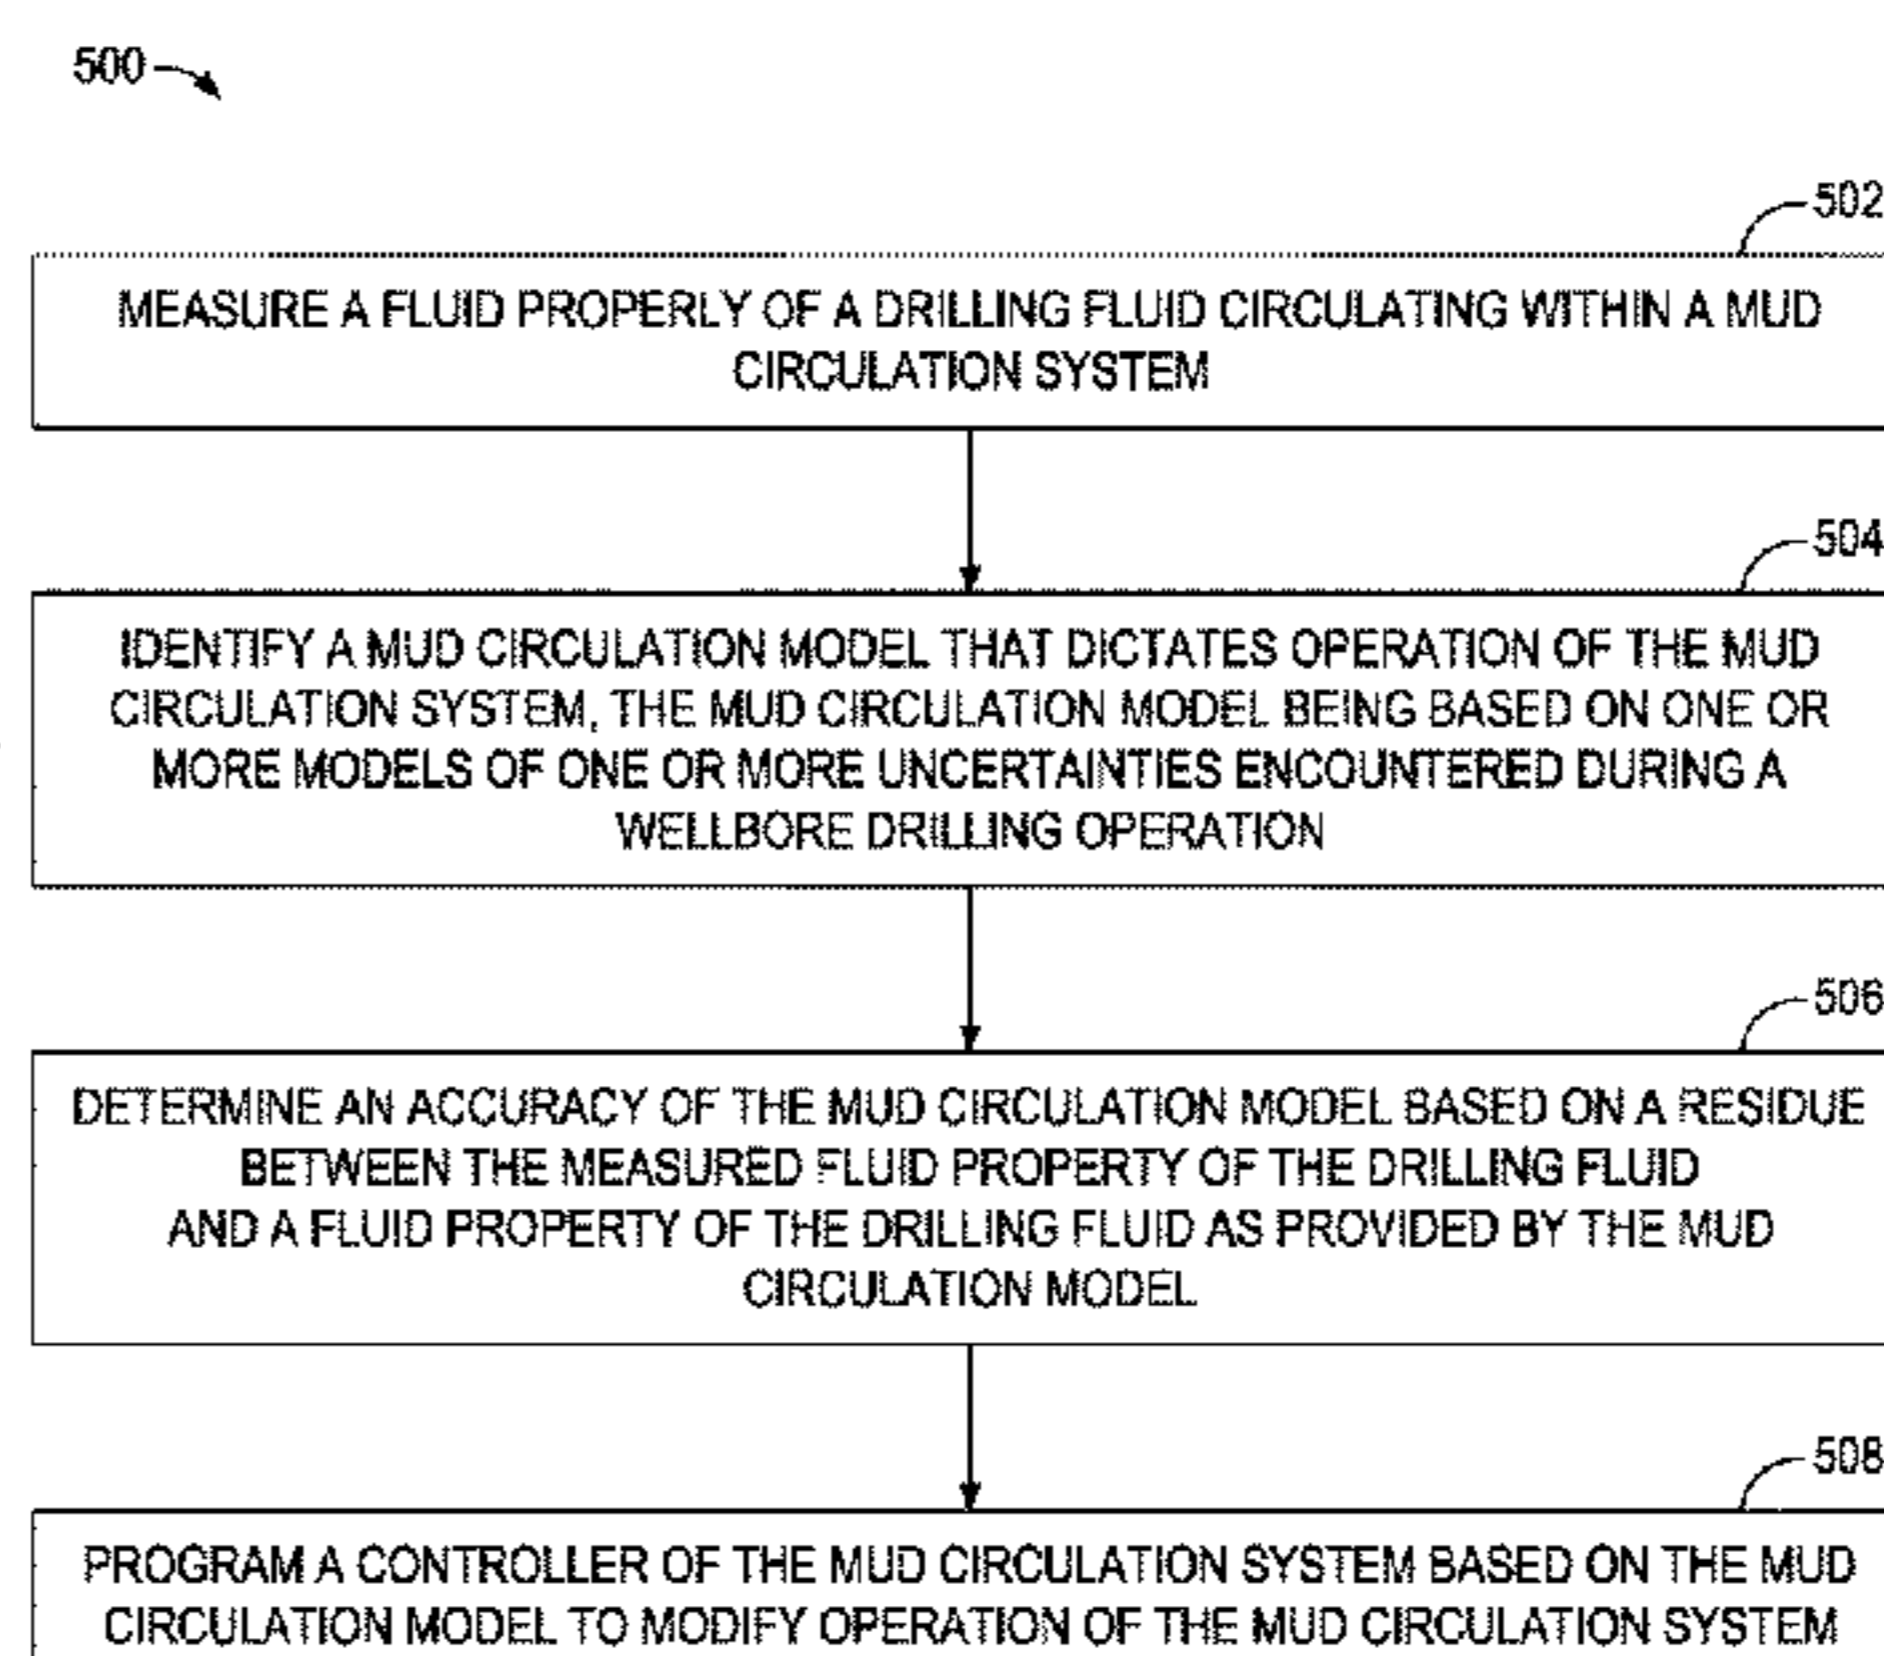 500
502
MEASURE A FLUID PROPERLY OF A DRILLING FLUID CIRCULATING WITHIN A MUD
CIRCULATION SYSTEM
504
IDENTIFY A MUD CIRCULATION MODEL THAT DICTATES OPERATION OF THE MUD
CIRCULATION SYSTEM, THE MUD CIRCULATION MODEL BEING BASED ON ONE OR
MORE MODELS OF ONE OR MORE UNCERTAINTIES ENCOUNTERED DURING A
WELLBORE DRILLING OPERATION
506
DETERMINE AN ACCURACY OF THE MUD CIRCULATION MODEL BASED ON A RESIDUE
BETWEEN THE MEASURED FLUID PROPERTY OF THE DRILLING FLUID
AND A FLUID PROPERTY OF THE DRILLING FLUID AS PROVIDED BY THE MUD
CIRCULATION MODEL
508
PROGRAM A CONTROLLER OF THE MUD CIRCULATION SYSTEM BASED ON THE MUD
CIRCULATION MODEL TO MODIFY OPERATION OF THE MUD CIRCULATION SYSTEM